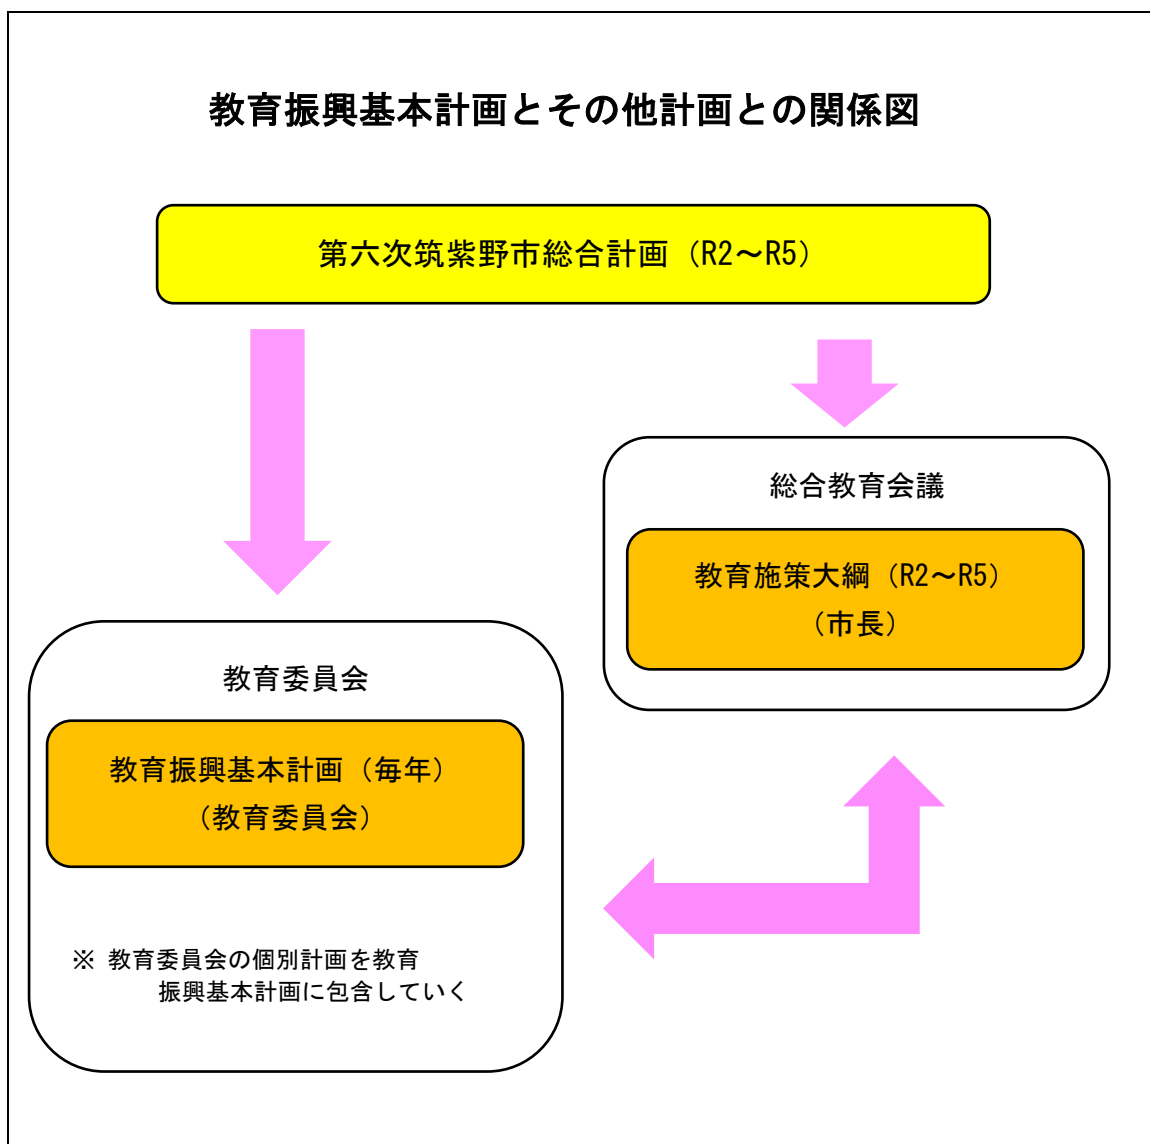 教育振興基本計画とその他計画との関係図
第六次筑紫野市総合計画（R2～R5）
総合教育会議
教育施策大綱（R2～R5）
（市長）
教育委員会
教育振興基本計画（毎年）
（教育委員会）
※ 教育委員会の個別計画を教育
振興基本計画に包含していく